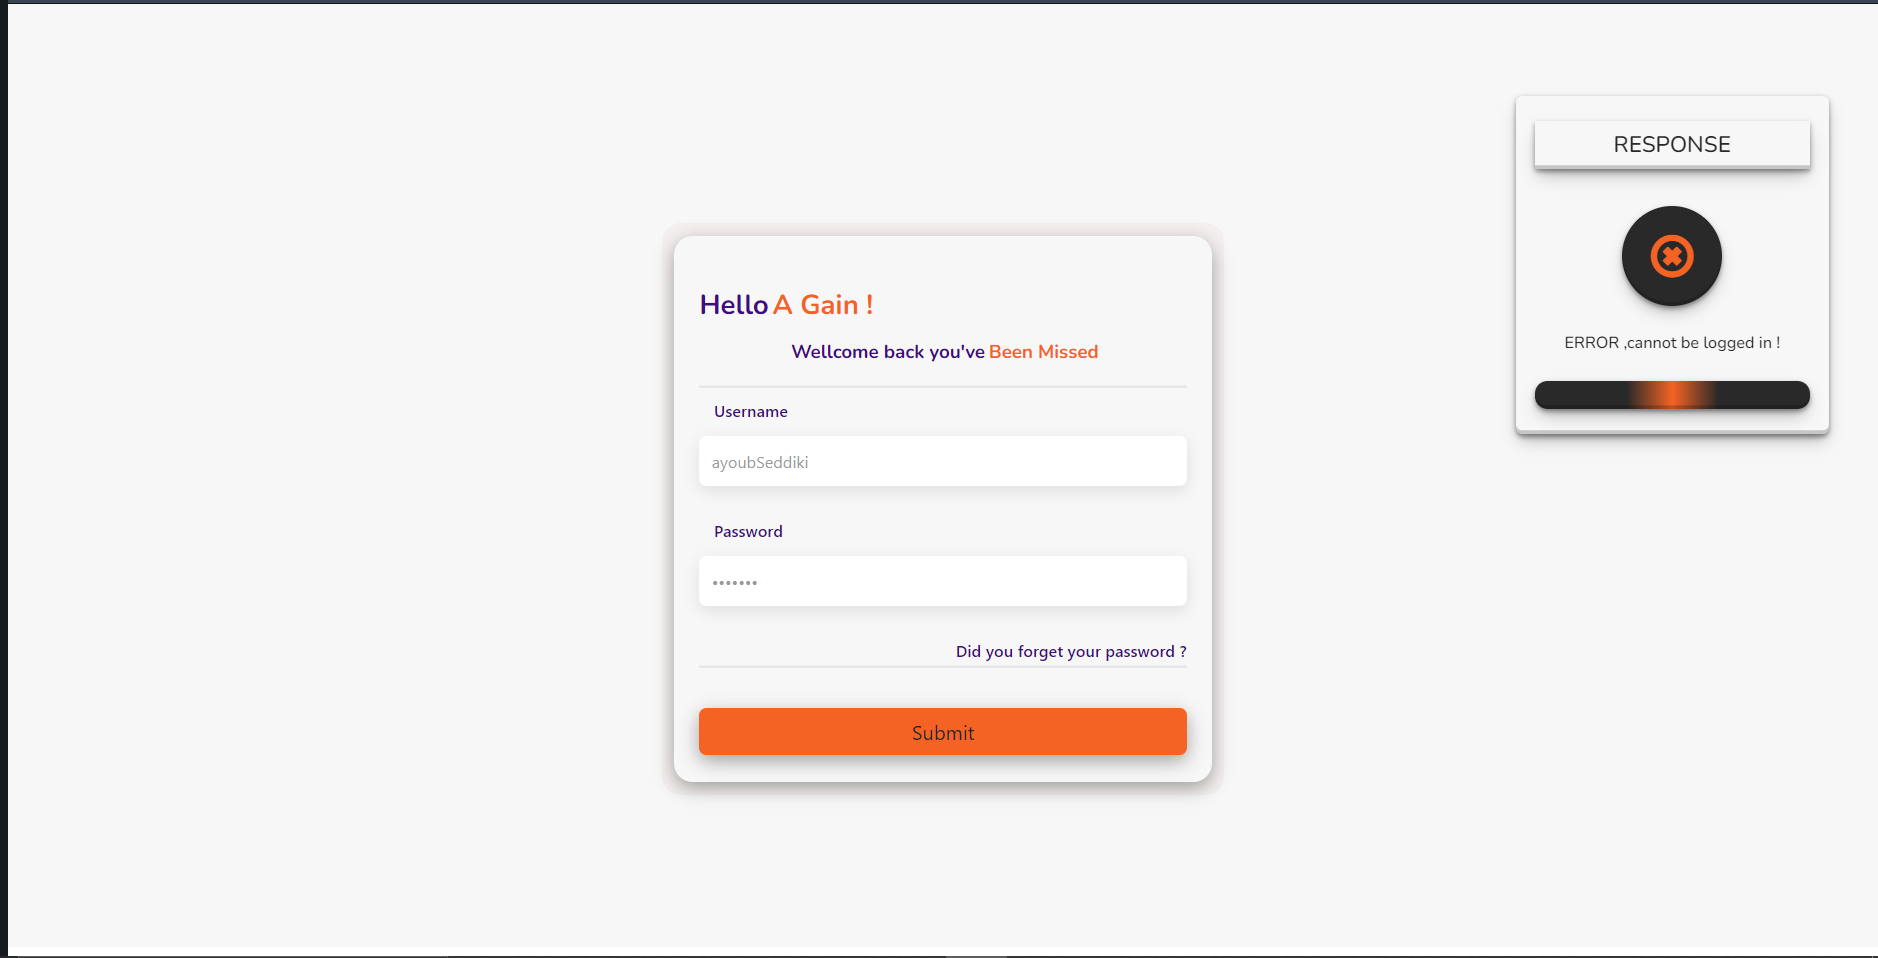 RESPONSE
ERROR ,cannot be logged in !
Hello A Gain !
Wellcome back you've Been Missed
Username
ayoubSeddiki
Password
•••••••
Did you forget your password ?
Submit